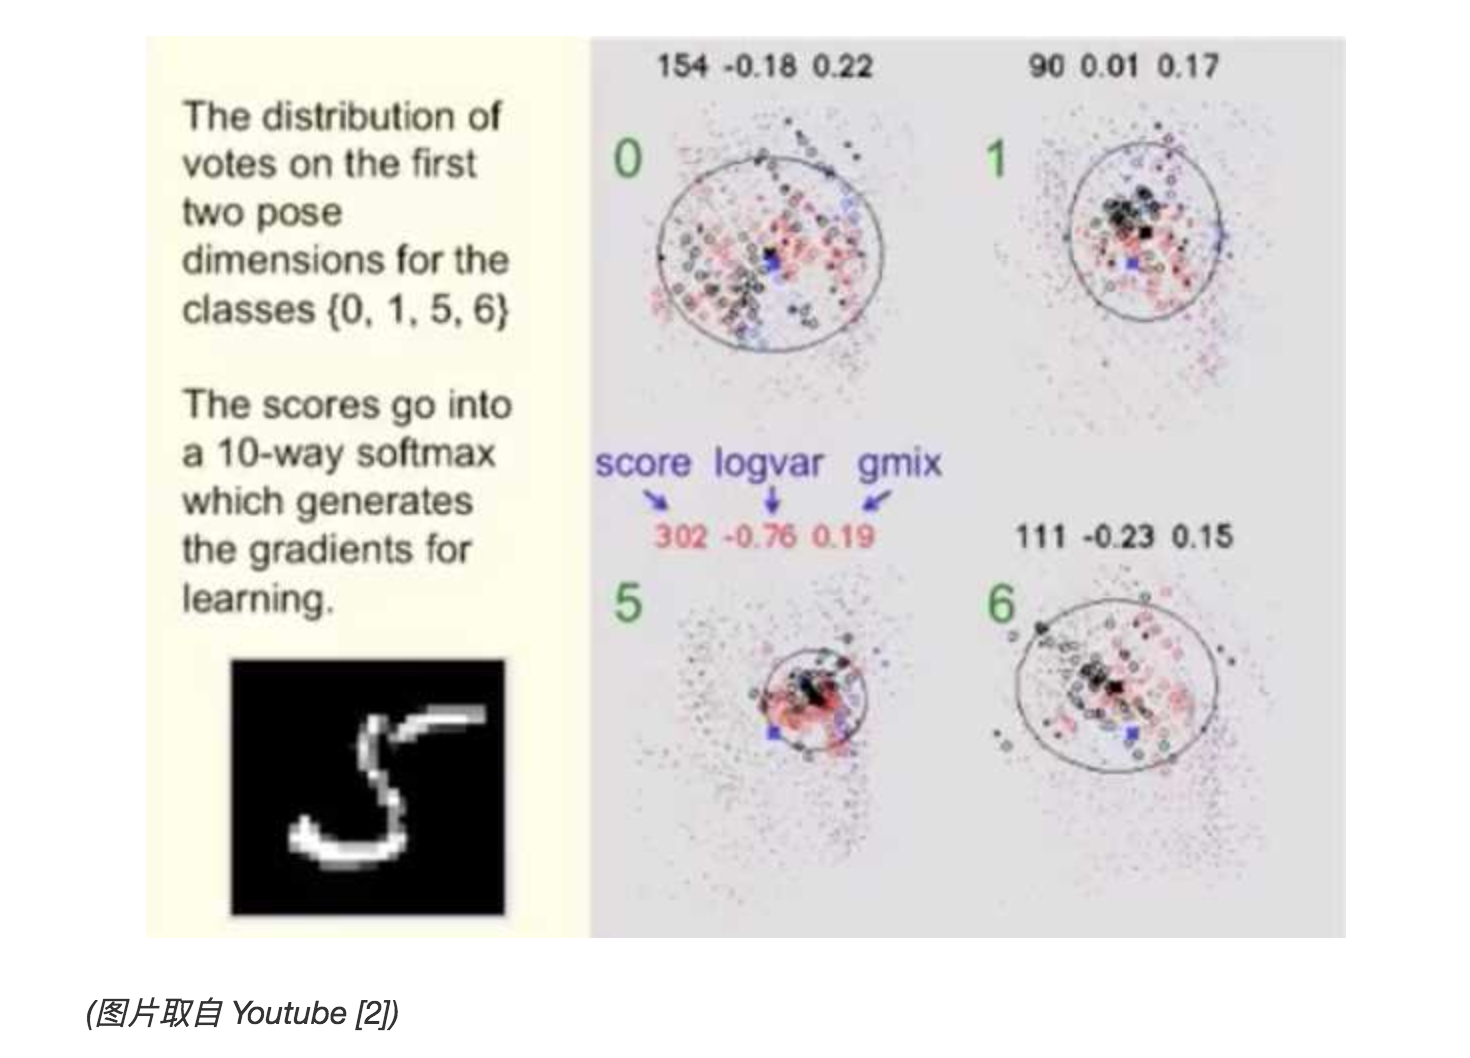 The distribution of
votes on the first
two pose
dimensions for the
classes {0, 1, 5, 6}
The scores go into
a 10-way softmax
which generates
the gradients for
learning.
154 -0.18 0.22
0
90 0.01 0.17
1
score logvar gmix
302 -0.76 0.19
5
111 -0.23 0.15
6
(图片取自 Youtube [2])